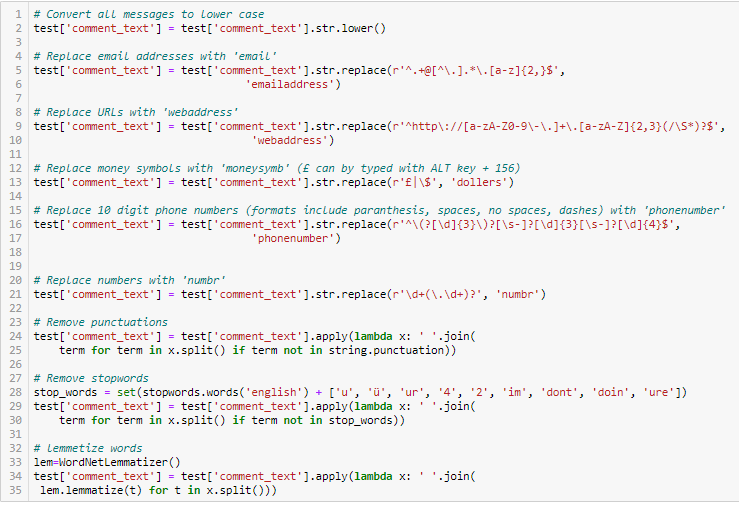 1 # Convert all messages to lower case
2 test['comment_text'] = test['comment_text'].str.lower()
3
4 # Replace email addresses with 'email'
5 test['comment_text'] = test['comment_text'].str.replace(r'^.+@[^\.].*\.[a-z]{2,}$',
6 'emailaddress')
7
8 # Replace URLs with 'webaddress'
9 test['comment_text'] = test['comment_text'].str.replace(r'^http\://[a-zA-Z0-9\-\.]+\.[a-zA-Z]{2,3}(/\S*)?$',
10 'webaddress')
11
12 # Replace money symbols with 'moneysymb' (£ can by typed with ALT key + 156)
13 test['comment_text'] = test['comment_text'].str.replace(r'£|\$', 'dollers')
14
15 # Replace 10 digit phone numbers (formats include paranthesis, spaces, no spaces, dashes) with 'phonenumber'
16 test['comment_text'] = test['comment_text'].str.replace(r'^\(?[\d]{3}\)?[\s-]?[\d]{3}[\s-]?[\d]{4}$',
17 'phonenumber')
18
19
20 # Replace numbers with 'numbr'
21 test['comment_text'] = test['comment_text'].str.replace(r'\d+(\.\d+)?', 'numbr')
22
23 # Remove punctuations
24 test['comment_text'] = test['comment_text'].apply(lambda x: ' '.join(
25 term for term in x.split() if term not in string.punctuation))
26
27 # Remove stopwords
28 stop_words = set(stopwords.words('english') + ['u', 'ü', 'ur', '4', '2', 'im', 'dont', 'doin', 'ure'])
29 test['comment_text'] = test['comment_text'].apply(lambda x: ' '.join(
30 term for term in x.split() if term not in stop_words))
31
32 # lemmetize words
33 lem=WordNetLemmatizer()
34 test['comment_text'] = test['comment_text'].apply(lambda x: ' '.join(
35 lem.lemmatize(t) for t in x.split()))